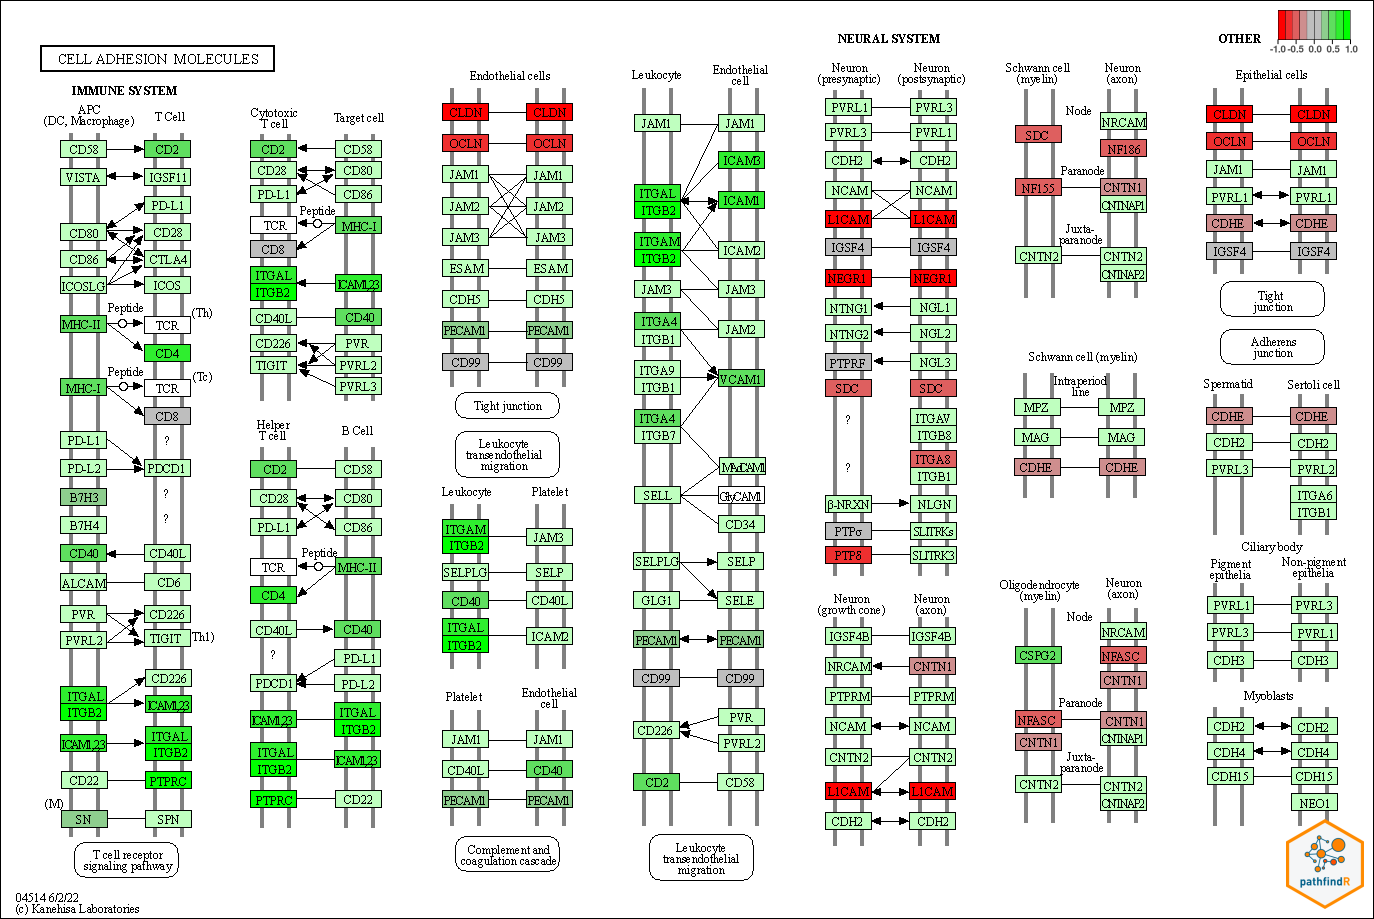 CELL ADHESION MOLECULES
IMMUNE SYSTEM
APC
(DC, Macrophage)
T Cell
CD58
CD2
VISTA
IGSF11
PD-L1
CD80
CD28
CD86
CTLA4
ICOSLG
ICOS
Peptide
(Th)
MHC-II
TCR
CD4
Peptide
(Tc)
MHC-I
TCR
CD8
PD-L1
?
PD-L2
PDCD1
B7H3
?
B7H4
?
CD40
CD40L
ALCAM
CD6
PVR
CD226
PVRL2
TIGIT
Th1)
CD226
ITGAL
ITGB2
ICAM1,2,3
ICAM1,2,3
ITGAL
ITGB2
CD22
PTPRC
(M)
SN
SPN
T cell receptor
signaling pathway
04514 6/2/22
(c) Kanehisa Laboratories
Cytotoxic
T cell
Target cell
CD2
CD58
CD28
CD80
PD-L1
CD86
Peptide
TCR
MHC-I
CD8
ITGAL
ITGB2
ICAM1,2,3
CD40L
CD40
CD226
PVR
TIGIT
PVRL2
PVRL3
Helper
T cell
B Cell
CD2
CD58
CD28
CD80
PD-L1
CD86
Peptide
TCR
MHC-II
CD4
CD40L
CD40
?
PD-L1
PDCD1
PD-L2
ICAM1,2,3
ITGAL
ITGB2
ITGAL
ITGB2
ICAM1,2,3
PTPRC
CD22
Endothelial cells
CLDN
CLDN
OCLN
OCLN
JAM1
JAM1
JAM2
JAM2
JAM3
JAM3
ESAM
ESAM
CDH5
CDH5
PECAM1
PECAM1
CD99
CD99
Tight junction
Leukocyte
transendothelial
migration
Leukocyte
Platelet
ITGAM
ITGB2
JAM3
SELPLG
SELP
CD40
CD40L
ITGAL
ITGB2
ICAM2
Platelet
Endothelial
cell
JAM1
JAM1
CD40L
CD40
PECAM1
PECAM1
Complement and
coagulation cascade
Leukocyte
Endothelial
cell
JAM1
JAM1
ICAM3
ITGAL
ITGB2
ICAM1
ITGAM
ITGB2
ICAM2
JAM3
JAM3
ITGA4
ITGB1
JAM2
ITGA9
ITGB1
VCAM1
ITGA4
ITGB7
MAdCAM1
SELL
GlyCAM1
CD34
SELPLG
SELP
GLG1
SELE
PECAM1
PECAM1
CD99
CD99
CD226
PVR
PVRL2
CD2
CD58
Leukocyte
transendothelial
migration
NEURAL SYSTEM
Neuron
(presynaptic)
Neuron
(postsynaptic)
PVRL1
PVRL3
PVRL3
PVRL1
CDH2
CDH2
NCAM
NCAM
L1CAM
L1CAM
IGSF4
IGSF4
NEGR1
NEGR1
NTNG1
NGL1
NTNG2
NGL2
PTPRF
NGL3
SDC
SDC
?
ITGAV
ITGB8
?
ITGA8
ITGB1
β-NRXN
NLGN
PTPσ
SLITRKs
PTPδ
SLITRK3
Neuron
(growth cone)
Neuron
(axon)
IGSF4B
IGSF4B
NRCAM
CNTN1
PTPRM
PTPRM
NCAM
NCAM
CNTN2
CNTN2
L1CAM
L1CAM
CDH2
CDH2
Schwann cell
(myelin)
Neuron
(axon)
Node
NRCAM
SDC
NF186
Paranode
NF155
CNTN1
CNTNAP1
Juxta-
paranode
CNTN2
CNTN2
CNTNAP2
Schwann cell (myelin)
Intraperiod
line
MPZ
MPZ
MAG
MAG
CDHE
CDHE
Oligodendrocyte
(myelin)
Neuron
(axon)
Node
NRCAM
CSPG2
NFASC
CNTN1
Paranode
NFASC
CNTN1
CNTN1
CNTNAP1
Juxta-
paranode
CNTN2
CNTN2
CNTNAP2
OTHER
-1.0 -0.5 0.0 0.5 1.0
Epithelial cells
CLDN
CLDN
OCLN
OCLN
JAM1
JAM1
PVRL1
PVRL1
CDHE
CDHE
IGSF4
IGSF4
Tight
junction
Adherens
junction
Spermatid
Sertoli cell
CDHE
CDHE
CDH2
CDH2
PVRL3
PVRL2
ITGA6
ITGB1
Ciliary body
Pigment
epithelia
Non-pigment
epithelia
PVRL1
PVRL3
PVRL3
PVRL1
CDH3
CDH3
Myoblasts
CDH2
CDH2
CDH4
CDH4
CDH15
CDH15
NEO1
pathfindR